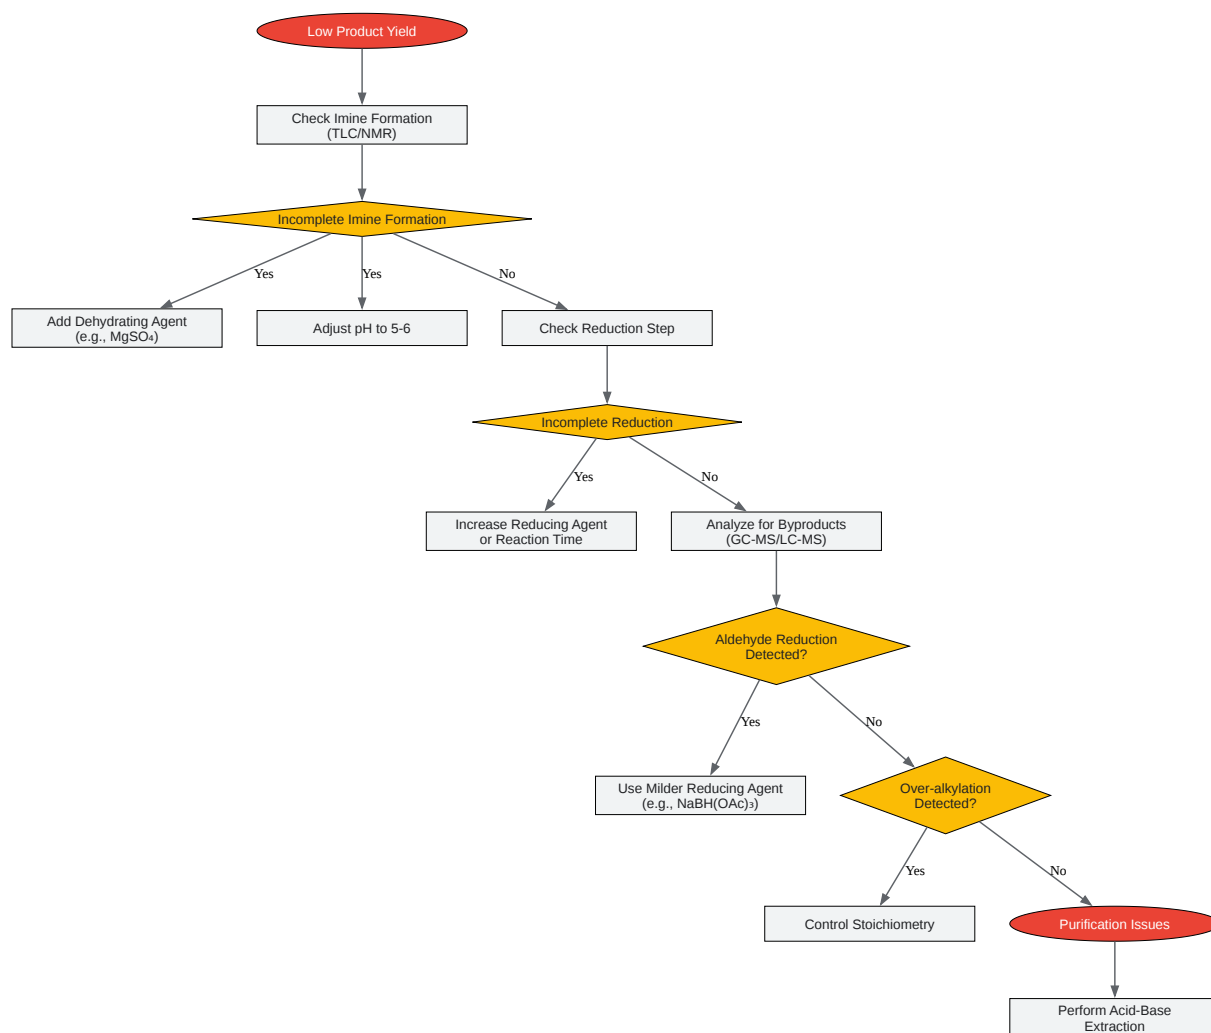 Low Product Yield
Check Imine Formation
(TLC/NMR)
Incomplete Imine Formation
Yes
Yes
No
Add Dehydrating Agent
(e.g., MgSO₄)
Adjust pH to 5-6
Check Reduction Step
Incomplete Reduction
Yes
No
Increase Reducing Agent
or Reaction Time
Analyze for Byproducts
(GC-MS/LC-MS)
Aldehyde Reduction
Detected?
Yes
No
Use Milder Reducing Agent
(e.g., NaBH(OAc)₃)
Over-alkylation
Detected?
Yes
No
Control Stoichiometry
Purification Issues
Perform Acid-Base
Extraction